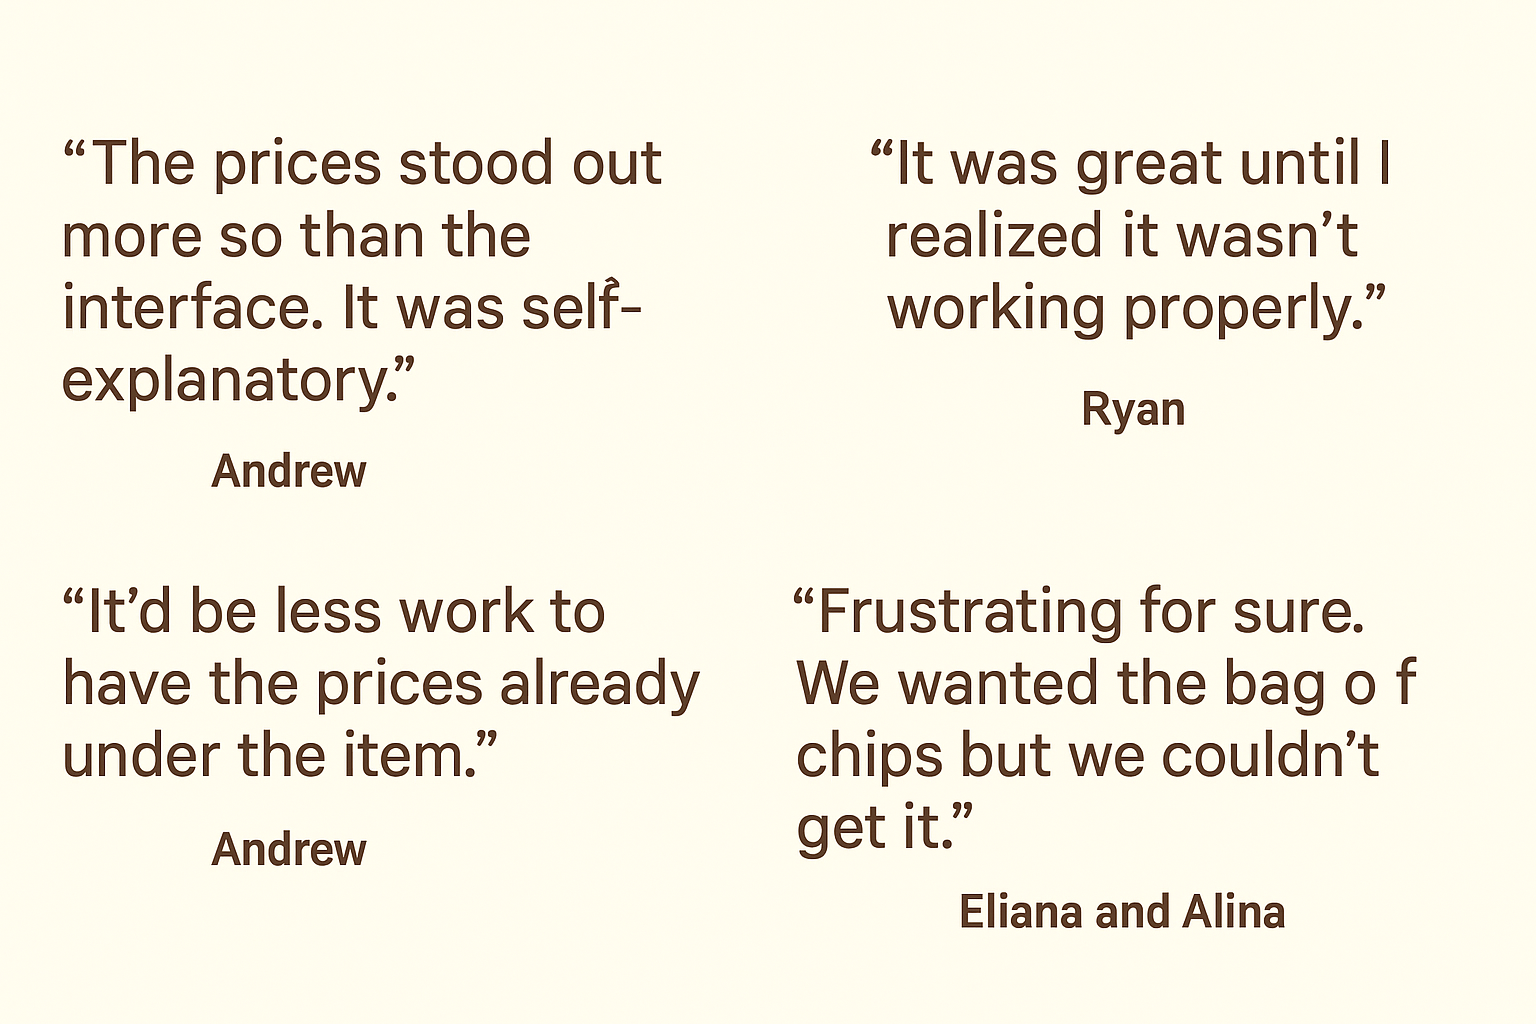 “The prices stood out
more so than the
interface. It was self-
explanatory.”
Andrew
“It was great until I
realized it wasn’t
working properly.”
Ryan
“It’d be less work to
have the prices already
under the item.”
Andrew
“Frustrating for sure.
We wanted the bag o f
chips but we couldn’t
get it.”
Eliana and Alina